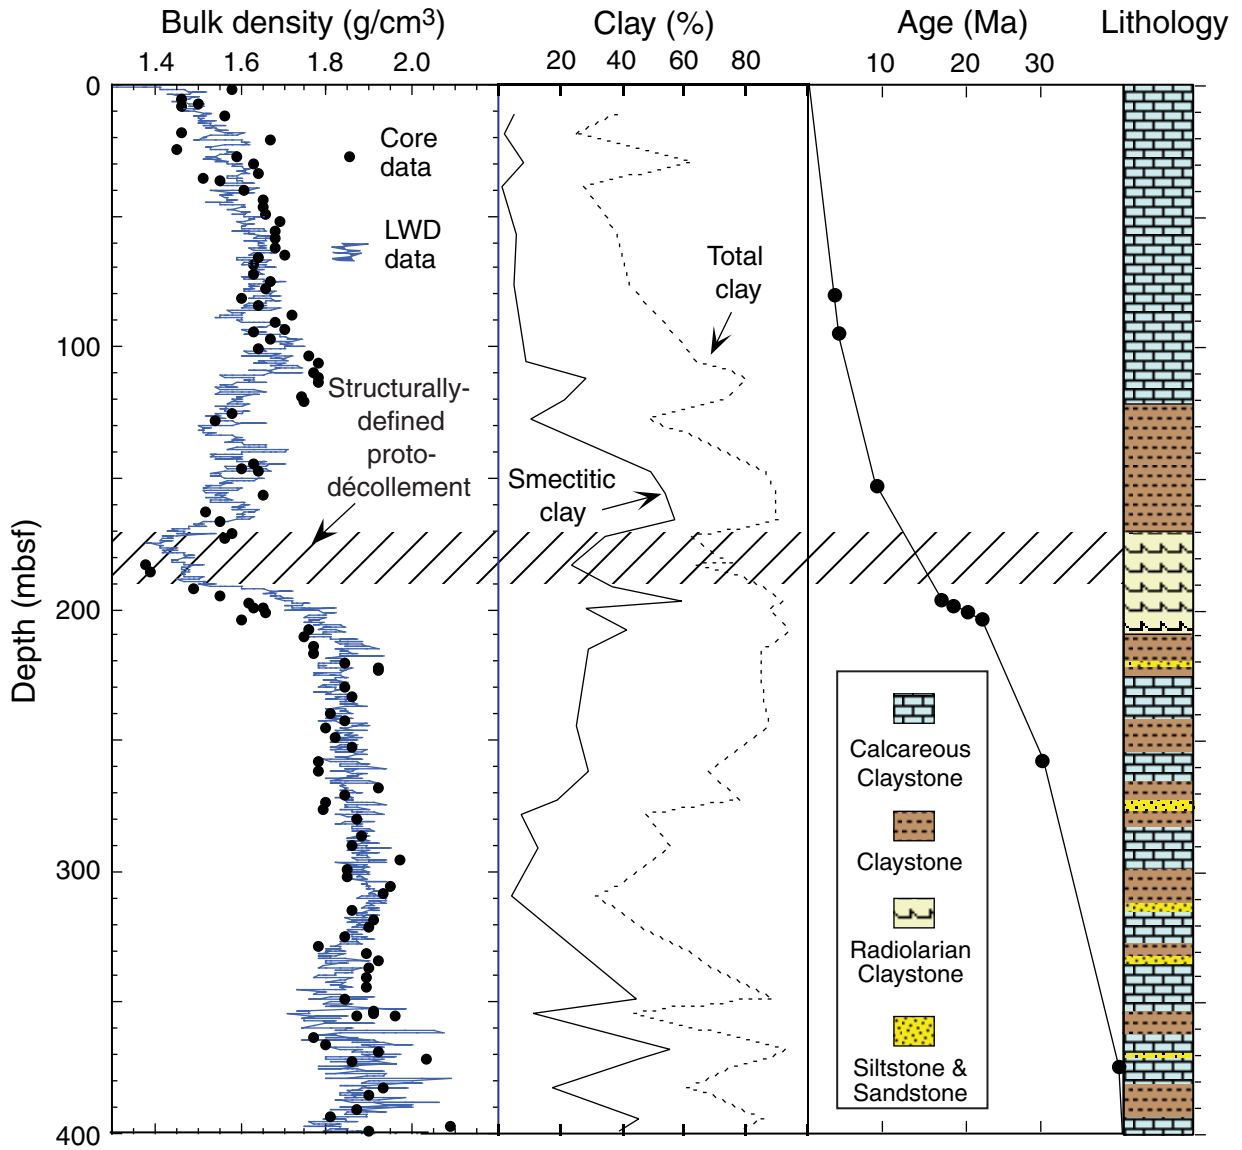 Bulk density (g/cm³)
Clay (%)
Age (Ma)
Lithology
1.4 1.6 1.8 2.0
20 40 60 80
10 20 30
0
100
200
300
400
Depth (mbsf)
Core
data
LWD
data
Structurally-
defined
proto-
décollement
Total
clay
Smectitic
clay
Calcareous
Claystone
Claystone
Radiolarian
Claystone
Siltstone &
Sandstone